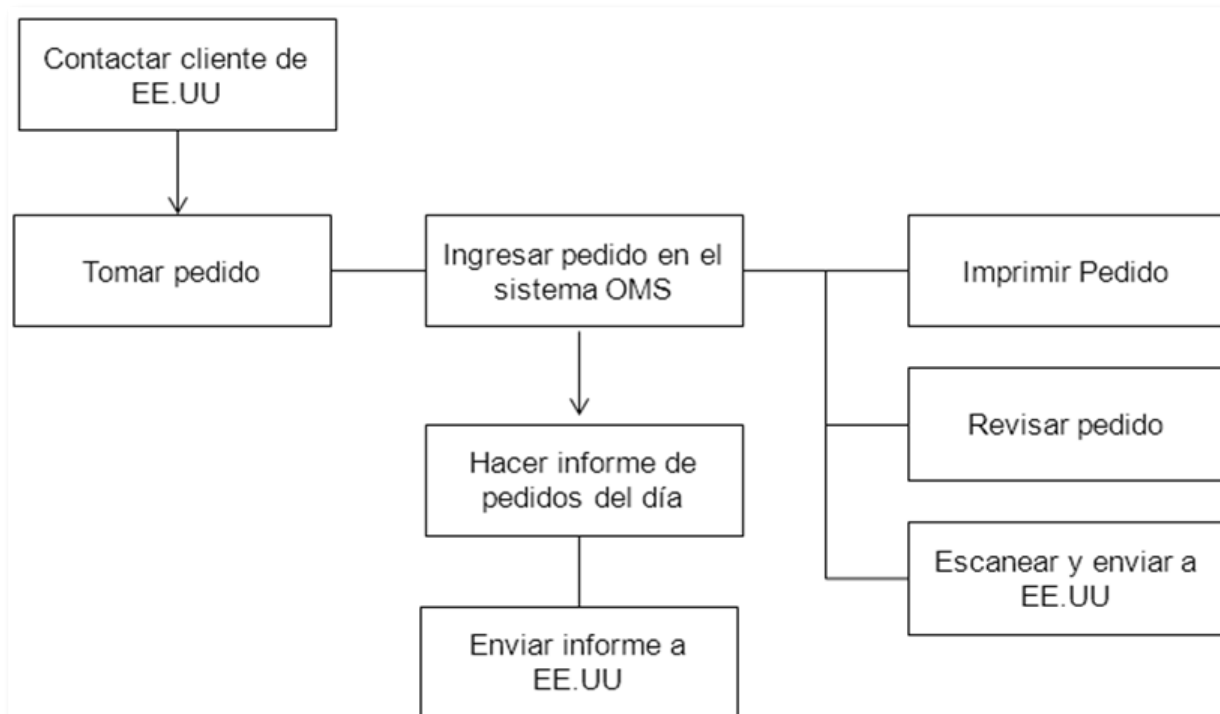 Contactar cliente de
EE.UU
Tomar pedido
Ingresar pedido en el
sistema OMS
Imprimir Pedido
Hacer informe de
pedidos del día
Revisar pedido
Escanear y enviar a
EE.UU
Enviar informe a
EE.UU